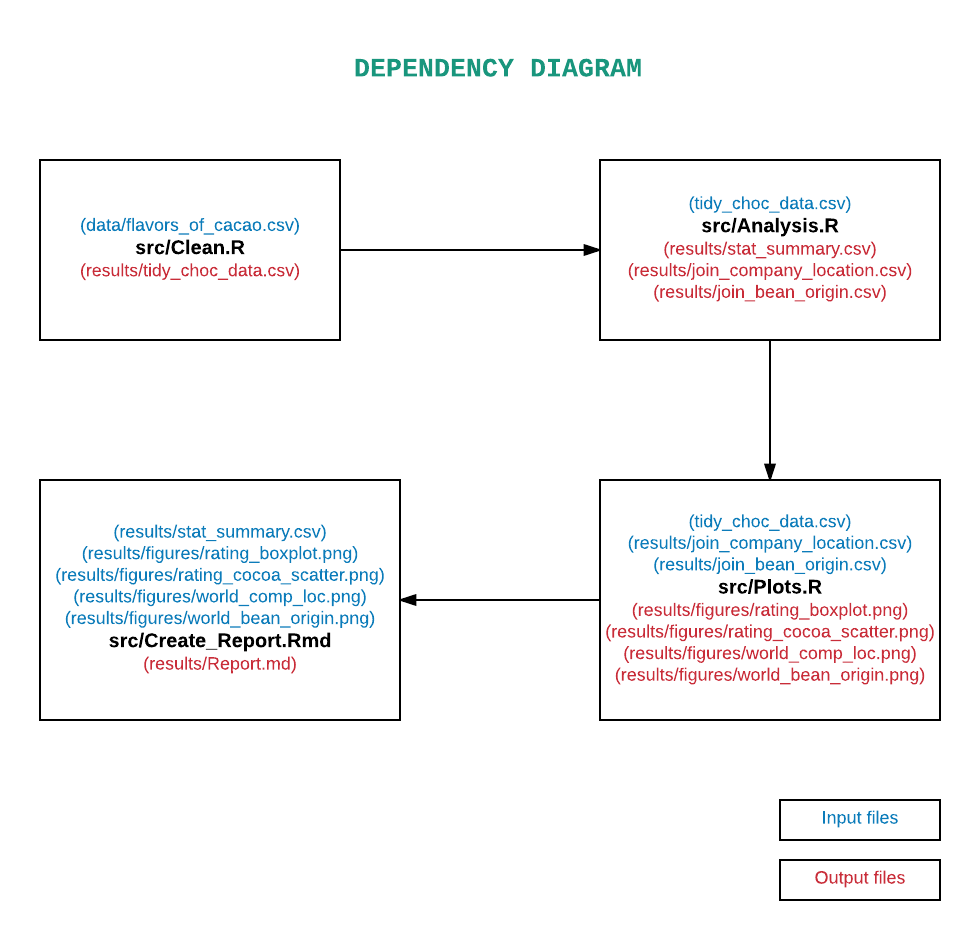 DEPENDENCY DIAGRAM
(data/flavors_of_cacao.csv)
src/Clean.R
(results/tidy_choc_data.csv)
(tidy_choc_data.csv)
src/Analysis.R
(results/stat_summary.csv)
(results/join_company_location.csv)
(results/join_bean_origin.csv)
(results/stat_summary.csv)
(results/figures/rating_boxplot.png)
(results/figures/rating_cocoa_scatter.png)
(results/figures/world_comp_loc.png)
(results/figures/world_bean_origin.png)
src/Create_Report.Rmd
(results/Report.md)
(tidy_choc_data.csv)
(results/join_company_location.csv)
(results/join_bean_origin.csv)
src/Plots.R
(results/figures/rating_boxplot.png)
(results/figures/rating_cocoa_scatter.png)
(results/figures/world_comp_loc.png)
(results/figures/world_bean_origin.png)
Input files
Output files